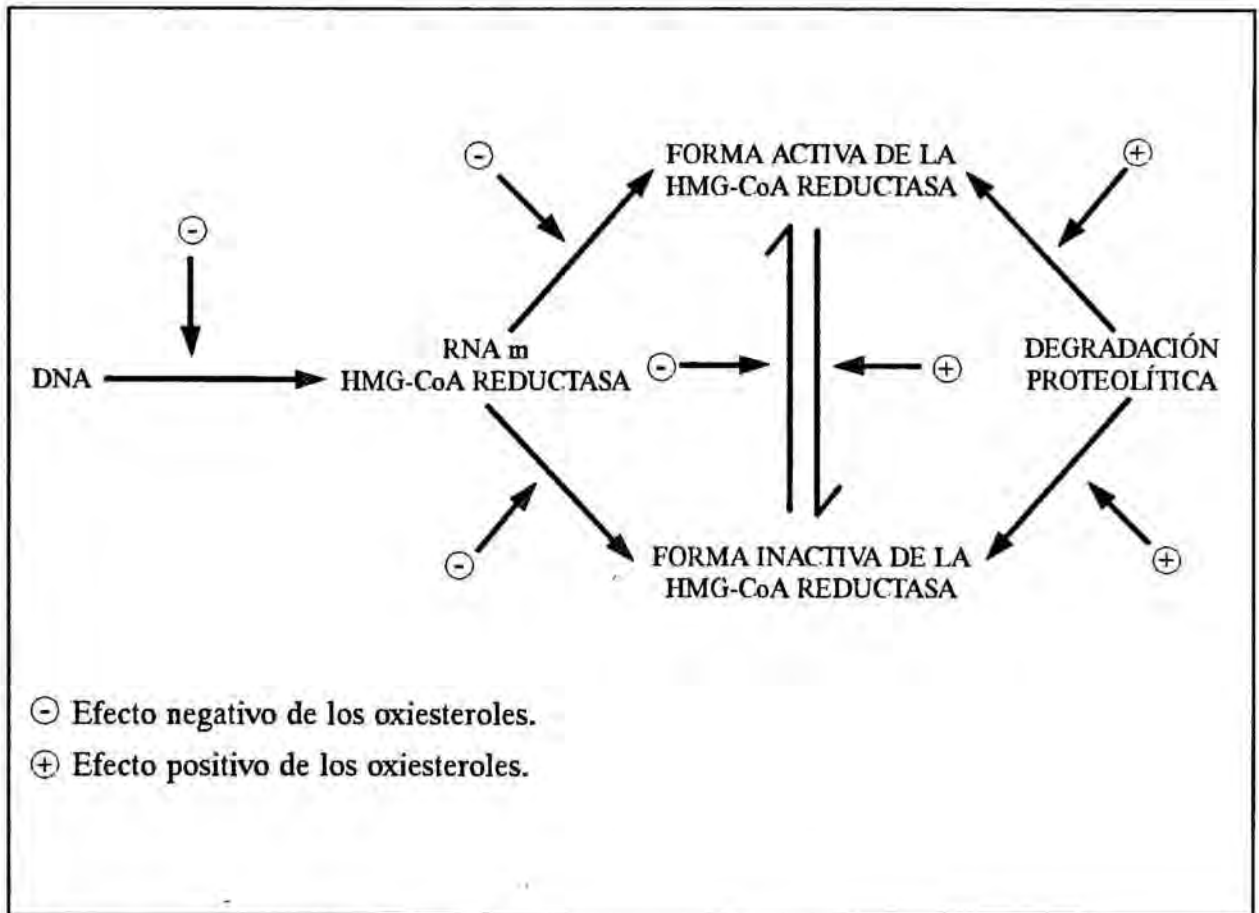 ⊖
FORMA ACTIVA DE LA
HMG-CoA REDUCTASA
⊕
⊖
DNA
RNA m
HMG-CoA REDUCTASA
⊖
⊕
DEGRADACIÓN
PROTEOLÍTICA
⊖
FORMA INACTIVA DE LA
HMG-CoA REDUCTASA
⊕
⊖ Efecto negativo de los oxiesteroles.
⊕ Efecto positivo de los oxiesteroles.